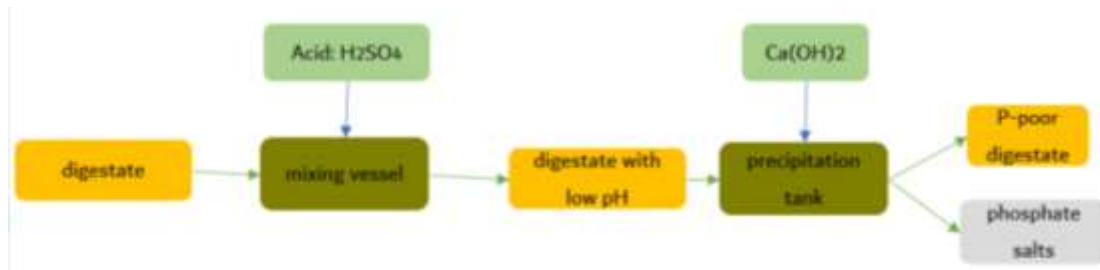 Acid: H2SO4
Ca(OH)2
digestate
mixing vessel
digestate with
low pH
precipitation
tank
P-poor
digestate
phosphate
salts